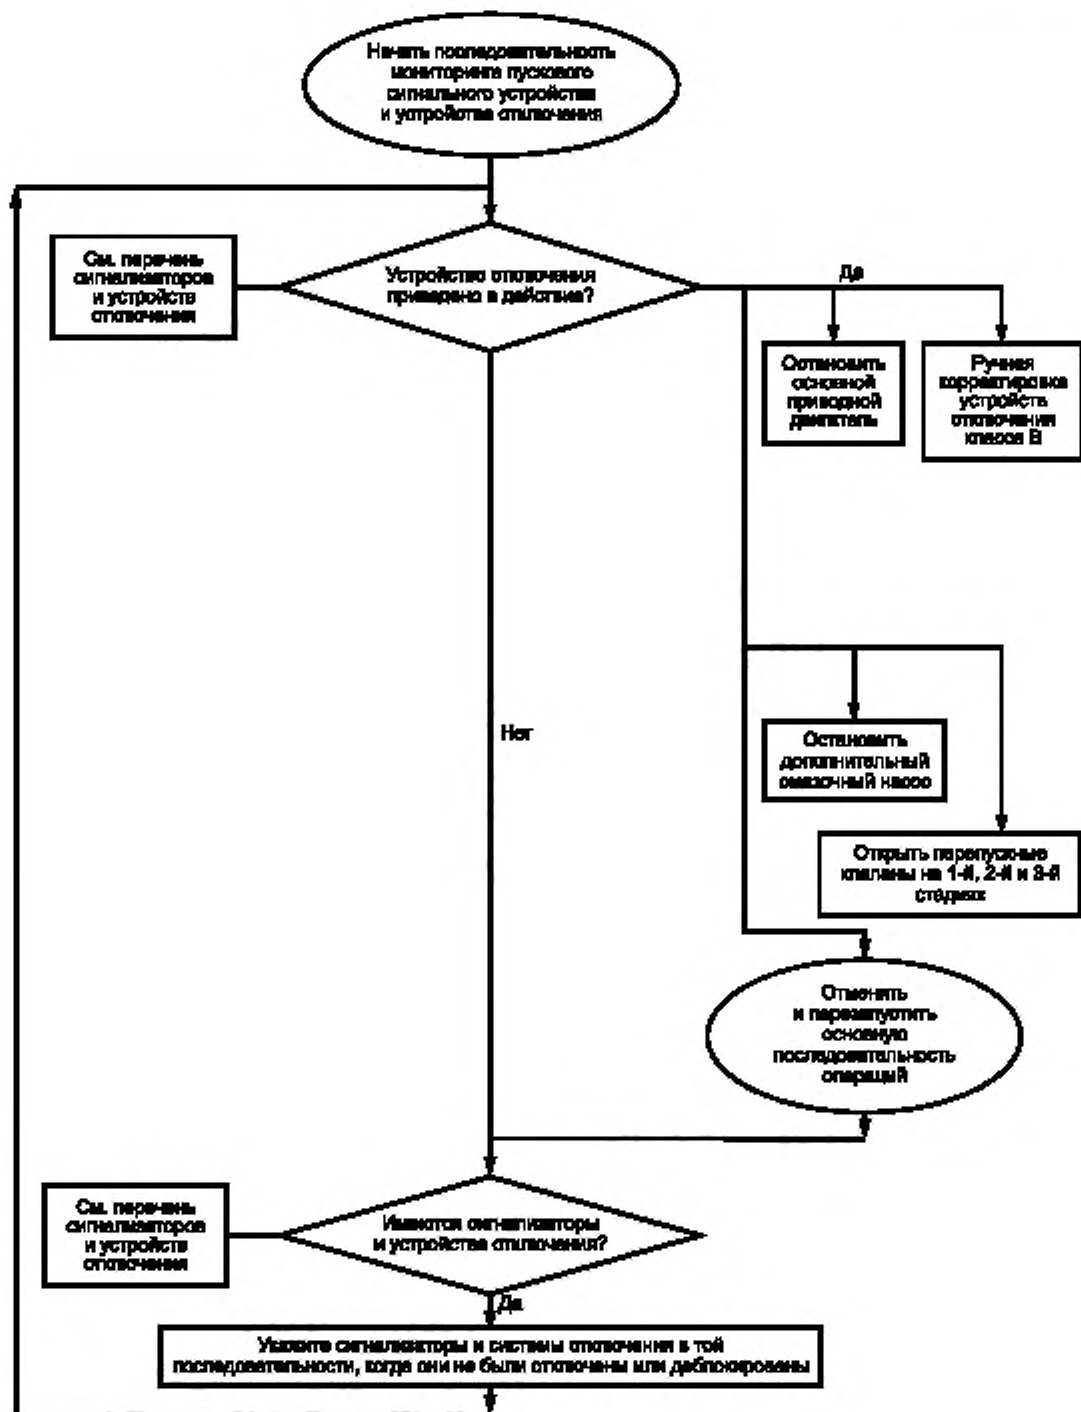 Начать последовательность
мониторинга пускового
сигнального устройства
и устройства отключения
См. перечень
сигнализаторов
и устройств
отключения
Устройство отключения
приведено в действие?
Да
Остановить
основной
приводной
двигатель
Ручная
корректировка
устройств
отключения
класса В
Нет
Остановить
дополнительный
смазочный насос
Открыть перепускные
клапаны на 1-й, 2-й и 3-й
стадиях
Отменить
и перезапустить
основную
последовательность
операций
См. перечень
сигнализаторов
и устройств
отключения
Имеются сигнализаторы
и устройства отключения?
Да
Укажите сигнализаторы и системы отключения в той
последовательности, когда они не были отключены или деблокированы